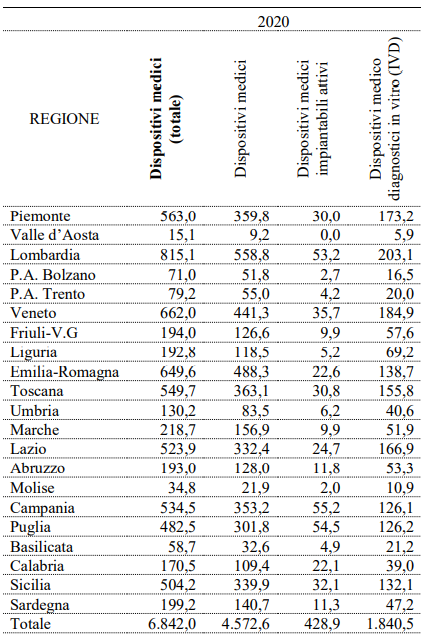 2020
REGIONE Dispositivi medici (totale) Dispositivi medici Dispositivi medici impiantabili attivi Dispositivi medico diagnostici in vitro (IVD)
Piemonte 563,0 359,8 30,0 173,2
Valle d’Aosta 15,1 9,2 0,0 5,9
Lombardia 815,1 558,8 53,2 203,1
P.A. Bolzano 71,0 51,8 2,7 16,5
P.A. Trento 79,2 55,0 4,2 20,0
Veneto 662,0 441,3 35,7 184,9
Friuli-V.G 194,0 126,6 9,9 57,6
Liguria 192,8 118,5 5,2 69,2
Emilia-Romagna 649,6 488,3 22,6 138,7
Toscana 549,7 363,1 30,8 155,8
Umbria 130,2 83,5 6,2 40,6
Marche 218,7 156,9 9,9 51,9
Lazio 523,9 332,4 24,7 166,9
Abruzzo 193,0 128,0 11,8 53,3
Molise 34,8 21,9 2,0 10,9
Campania 534,5 353,2 55,2 126,1
Puglia 482,5 301,8 54,5 126,2
Basilicata 58,7 32,6 4,9 21,2
Calabria 170,5 109,4 22,1 39,0
Sicilia 504,2 339,9 32,1 132,1
Sardegna 199,2 140,7 11,3 47,2
Totale 6.842,0 4.572,6 428,9 1.840,5